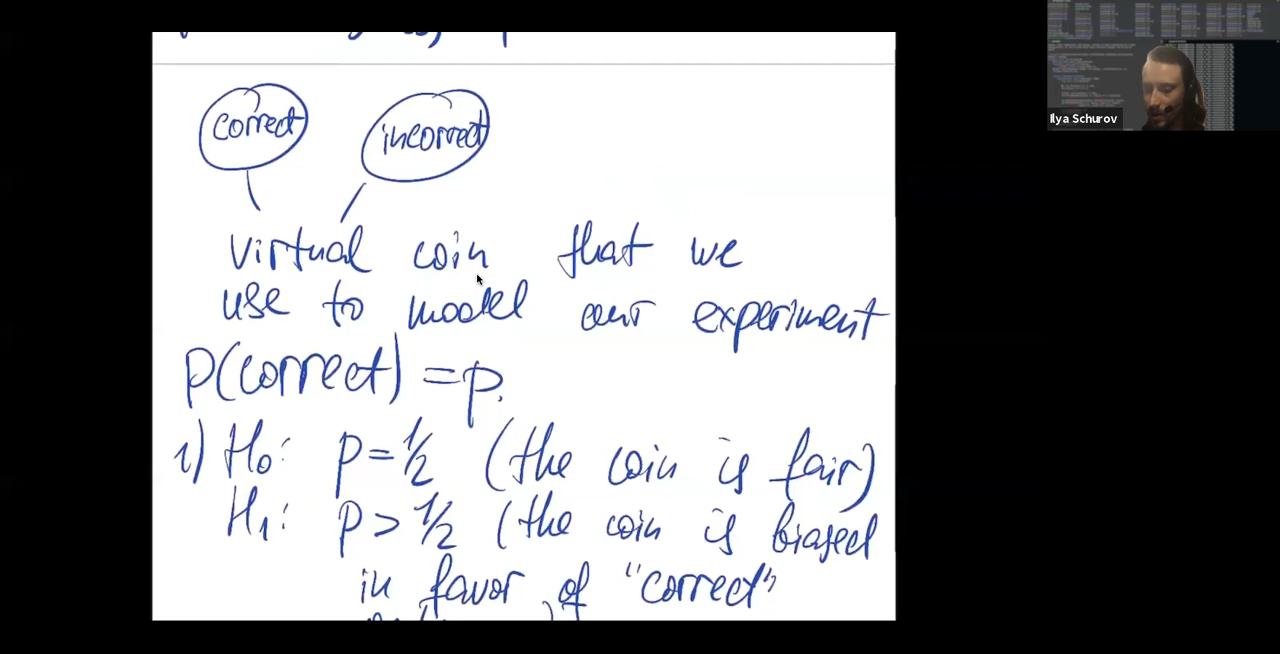 correct
incorrect
virtual coin that we
use to model our experiment
P(correct) = p.
1) H₀: p = 1/2 (the coin is fair)
H₁: p > 1/2 (the coin is biased
in favor of "correct"
Ilya Schurov